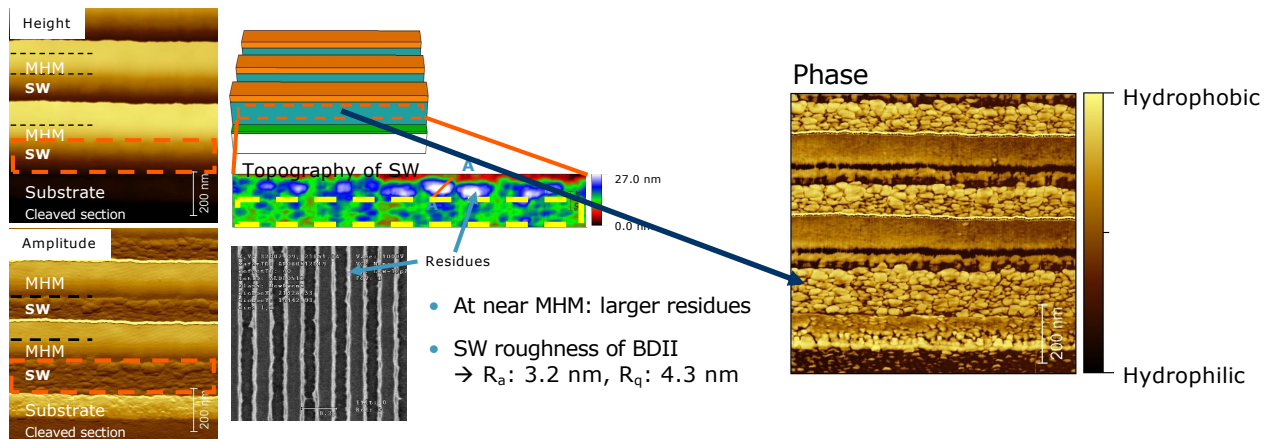 Height
MHM
SW
MHM
SW
Substrate
Cleaved section
200 nm
Amplitude
MHM
SW
MHM
SW
Substrate
Cleaved section
200 nm
Topography of SW
A
27.0 nm
0.0 nm
Residues
• At near MHM: larger residues
• SW roughness of BDII
→ Ra: 3.2 nm, Rq: 4.3 nm
Phase
200 nm
Hydrophobic
Hydrophilic